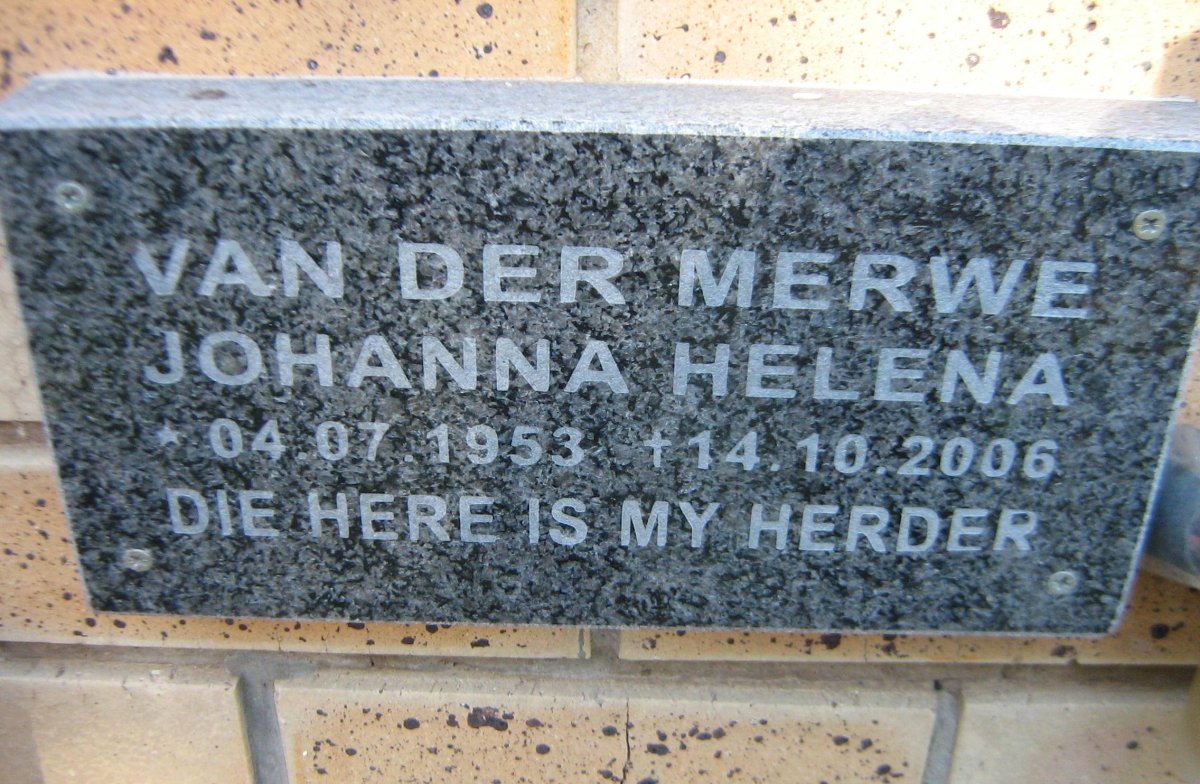 VAN DER MERWE
JOHANNA HELENA
* 04.07.1953 †14.10.2006
DIE HERE IS MY HERDER